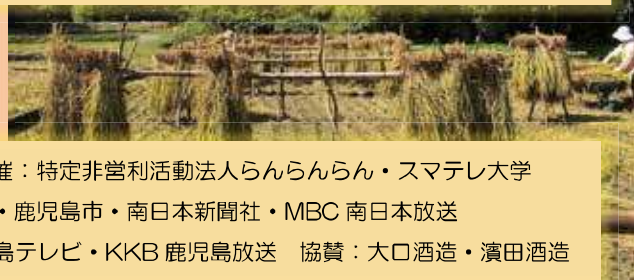 催：特定非営利活動法人らんらんらん・スマテレ大学
・鹿児島市・南日本新聞社・MBC 南日本放送
島テレビ・KKB 鹿児島放送　協賛：大口酒造・濵田酒造